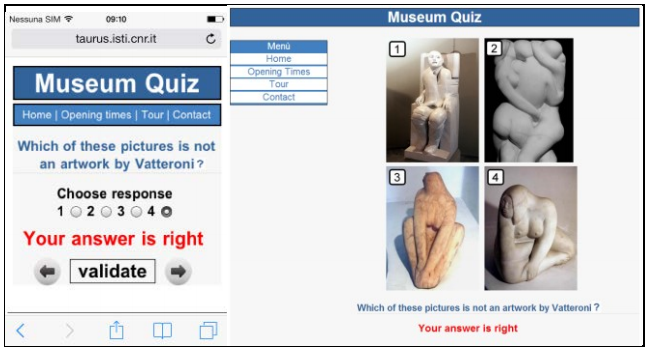 Nessuna SIM 09:10
taurus.isti.cnr.it
Museum Quiz
Home | Opening times | Tour | Contact
Which of these pictures is not
an artwork by Vatteroni ?
Choose response
1 2 3 4
Your answer is right
validate
Museum Quiz
Menù
Home
Opening Times
Tour
Contact
1 2
3 4
Which of these pictures is not an artwork by Vatteroni ?
Your answer is right